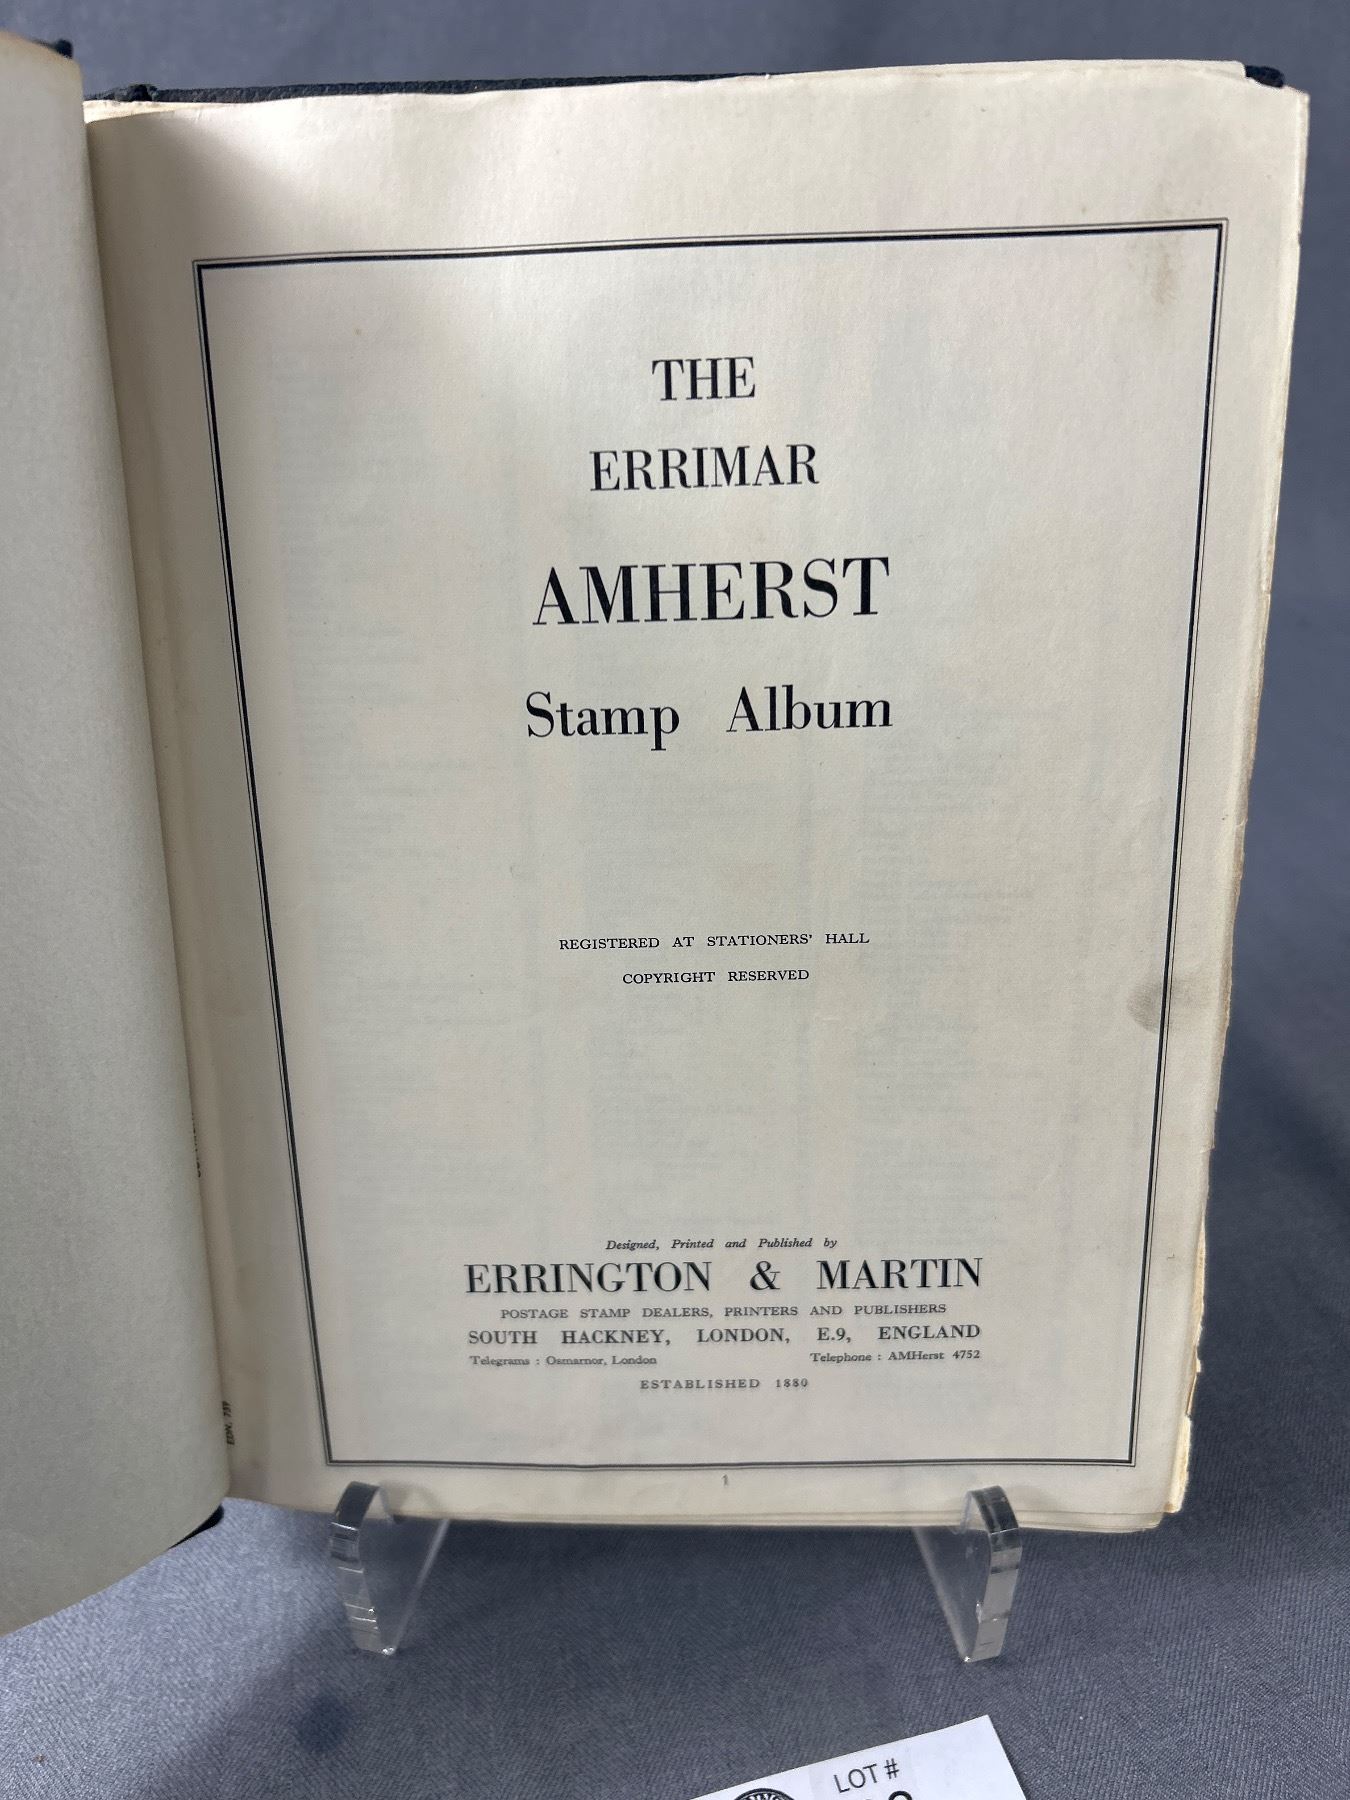 THE
ERRIMAR
AMHERST
Stamp Album
REGISTERED AT STATIONERS' HALL
COPYRIGHT RESERVED
Designed, Printed and Published by
ERRINGTON & MARTIN
POSTAGE STAMP DEALERS, PRINTERS AND PUBLISHERS
SOUTH HACKNEY, LONDON, E.9, ENGLAND
Telegrams : Osmarnor, London Telephone : AMHerst 4752
ESTABLISHED 1880
EDN. 759
1
LOT #